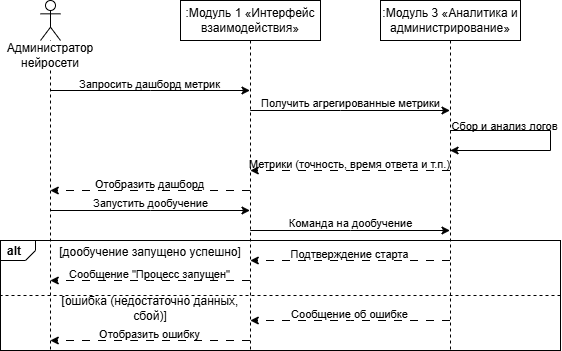 :Модуль 1 «Интерфейс
взаимодействия»
:Модуль 3 «Аналитика и
администрирование»
Администратор
нейросети
Запросить дашборд метрик
Получить агрегированные метрики
Сбор и анализ логов
Метрики (точность, время ответа и т.п.)
Отобразить дашборд
Запустить дообучение
Команда на дообучение
alt
[дообучение запущено успешно]
Подтверждение старта
Сообщение "Процесс запущен"
[ошибка (недостаточно данных,
сбой)]
Сообщение об ошибке
Отобразить ошибку